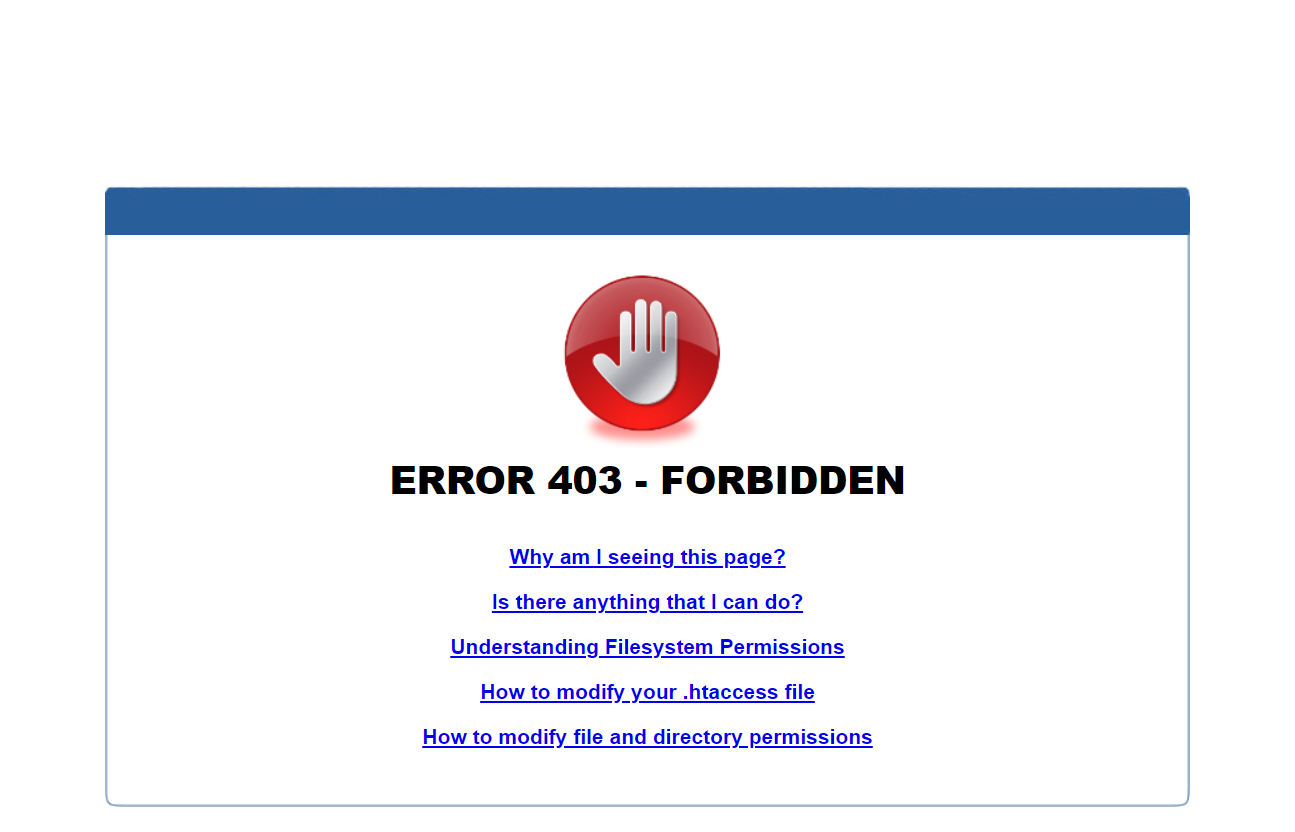 ERROR 403 - FORBIDDEN
Why am I seeing this page?
Is there anything that I can do?
Understanding Filesystem Permissions
How to modify your .htaccess file
How to modify file and directory permissions